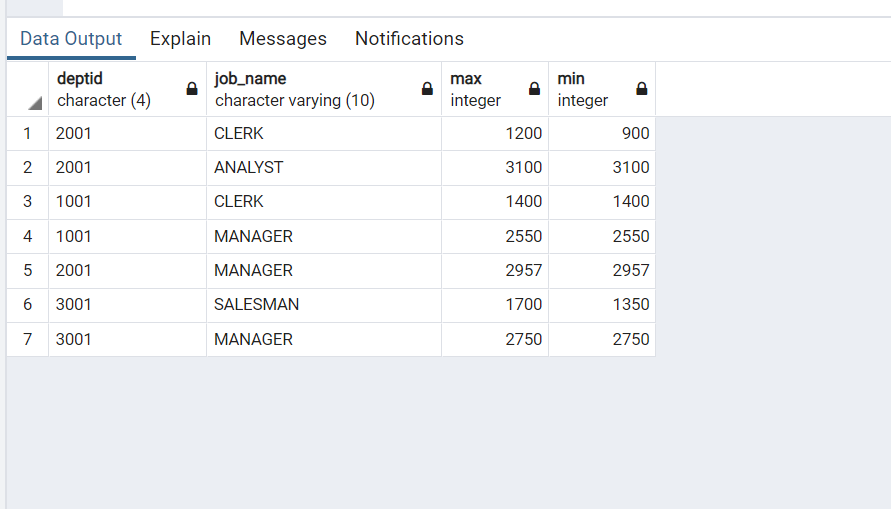 Data Output Explain Messages Notifications
deptid job_name max min
character (4) character varying (10) integer integer
1 2001 CLERK 1200 900
2 2001 ANALYST 3100 3100
3 1001 CLERK 1400 1400
4 1001 MANAGER 2550 2550
5 2001 MANAGER 2957 2957
6 3001 SALESMAN 1700 1350
7 3001 MANAGER 2750 2750